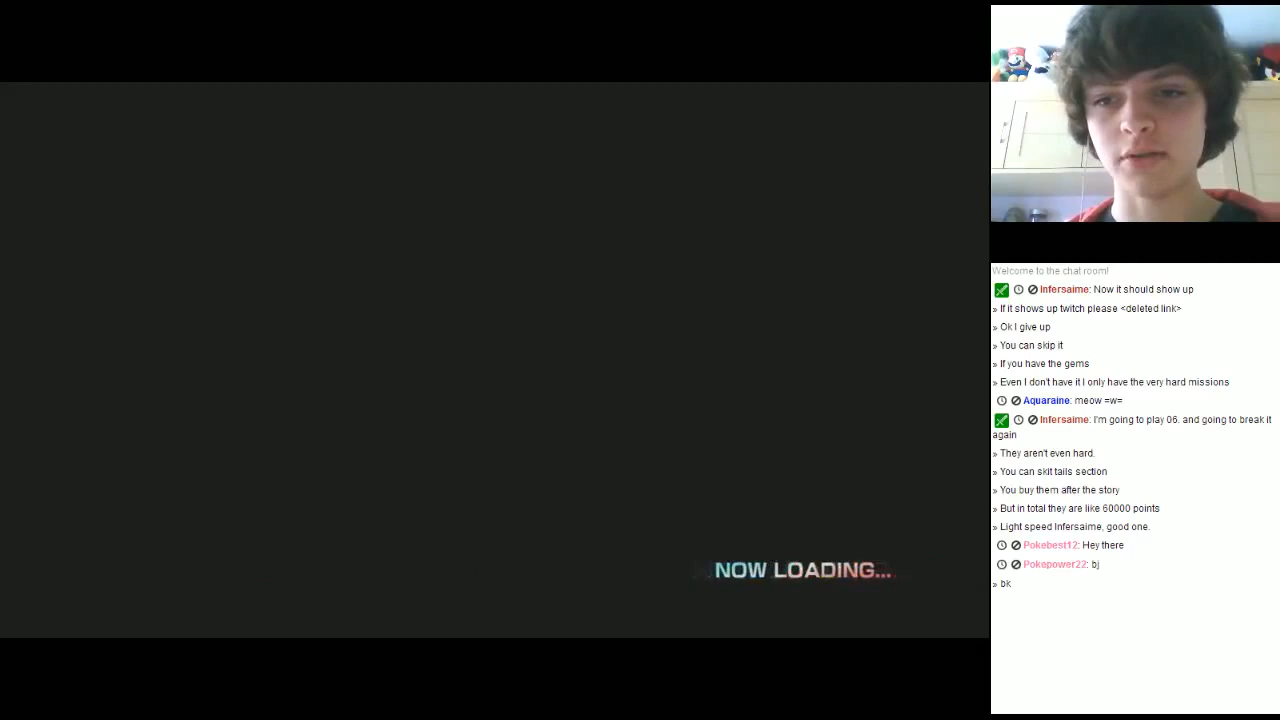 NOW LOADING...
Welcome to the chat room!
Infersaime: Now it should show up
» If it shows up twitch please <deleted link>
» Ok I give up
» You can skip it
» If you have the gems
» Even I don't have it I only have the very hard missions
Aquaraine: meow =w=
Infersaime: I'm going to play 06. and going to break it
again
» They aren't even hard.
» You can skit tails section
» You buy them after the story
» But in total they are like 60000 points
» Light speed Infersaime, good one.
Pokebest12: Hey there
Pokepower22: bj
» bk